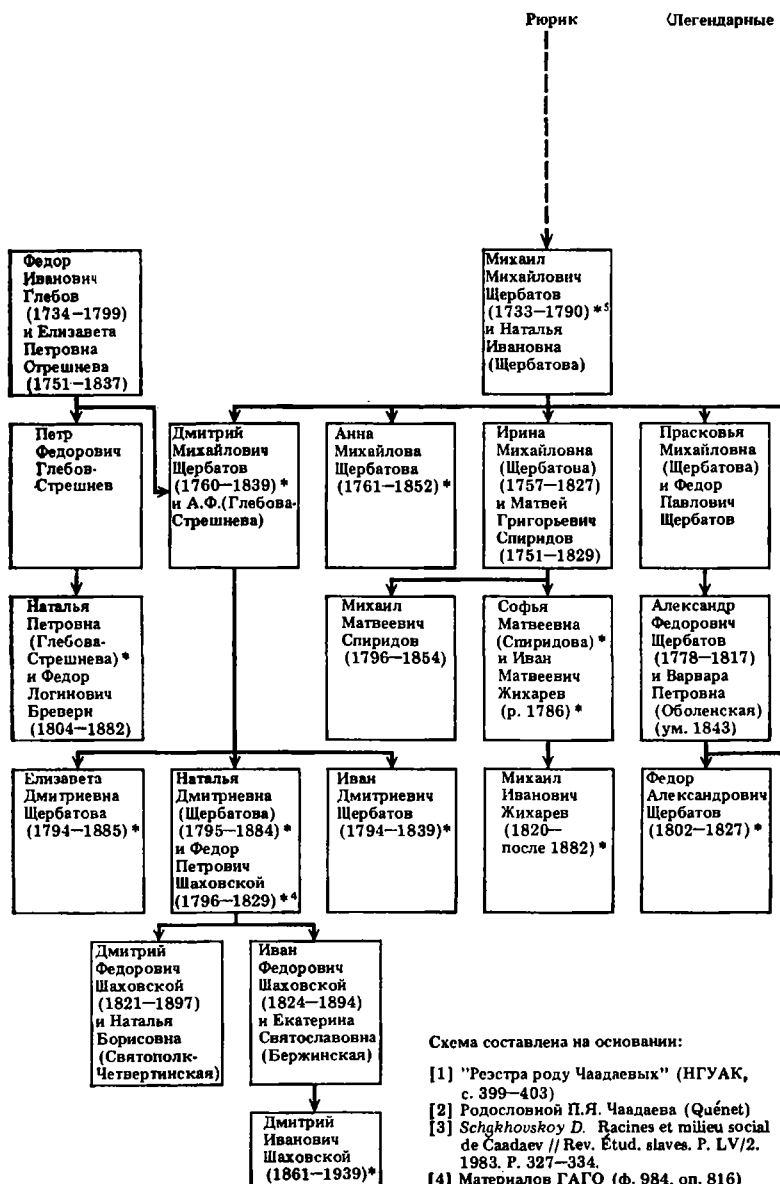 Рюрик
(Легендарные
Федор
Иванович
Глебов
(1734—1799)
и Елизавета
Петровна
Стрешнева
(1751—1837)
Михаил
Михайлович
Щербатов
(1733—1790) *⁵
и Наталья
Ивановна
(Щербатова)
Петр
Федорович
Глебов-
Стрешнев
Дмитрий
Михайлович
Щербатов
(1760—1839) *
и А.Ф.(Глебова-
Стрешнева)
Анна
Михайлова
Щербатова
(1761—1852) *
Ирина
Михайловна
(Щербатова)
(1757—1827)
и Матвей
Григорьевич
Спиридов
(1751—1829)
Прасковья
Михайловна
(Щербатова)
и Федор
Павлович
Щербатов
Наталья
Петровна
(Глебова-
Стрешнева) *
и Федор
Логинович
Бреверн
(1804—1882)
Михаил
Матвеевич
Спиридов
(1796—1854)
Софья
Матвеевна
(Спиридова) *
и Иван
Матвеевич
Жихарев
(р. 1786) *
Александр
Федорович
Щербатов
(1778—1817)
и Варвара
Петровна
(Оболенская)
(ум. 1843)
Елизавета
Дмитриевна
Щербатова
(1794—1885) *
Наталья
Дмитриевна
(Щербатова)
(1795—1884) *
и Федор
Петрович
Шаховской
(1796—1829) *⁴
Иван
Дмитриевич
Щербатов
(1794—1839)*
Михаил
Иванович
Жихарев
(1820—
после 1882) *
Федор
Александрович
Щербатов
(1802—1827) *
Дмитрий
Федорович
Шаховской
(1821—1897)
и Наталья
Борисовна
(Святополк-
Четвертинская)
Иван
Федорович
Шаховской
(1824—1894)
и Екатерина
Святославовна
(Бержинская)
Дмитрий
Иванович
Шаховской
(1861—1939)*
Схема составлена на основании:
[1] "Реэстра роду Чаадаевых" (НГУАК,
с. 399—403)
[2] Родословной П.Я. Чаадаева (Quénet)
[3] Schakhovskoy D. Racines et milieu social
de Čaadaev // Rev. Étud. slaves. P. LV/2.
1983. P. 327—334.
[4] Материалов ГАГО (ф. 984, оп. 816)